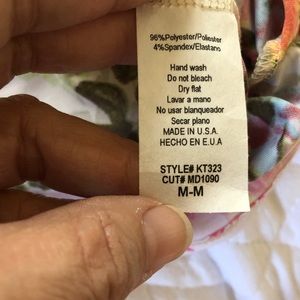 96%Polyester/Poliester
4%Spandex/Elastano
Hand wash
Do not bleach
Dry flat
Lavar a mano
No usar blanqueador
Secar plano
MADE IN U.S.A.
HECHO EN E.U.A
STYLE# KT323
CUT# MD1090
M-M